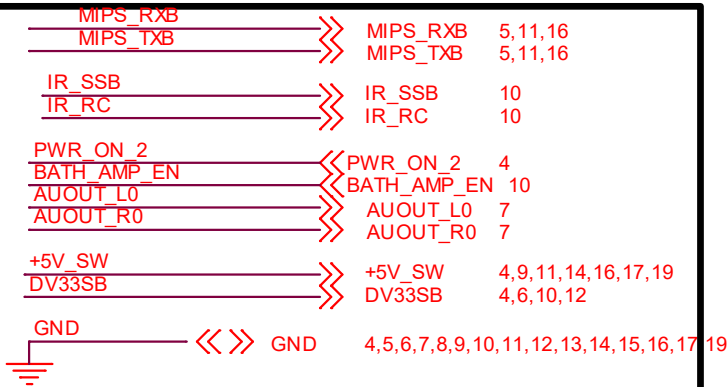 MIPS_RXB MIPS_RXB 5,11,16
MIPS_TXB MIPS_TXB 5,11,16
IR_SSB IR_SSB 10
IR_RC IR_RC 10
PWR_ON_2 PWR_ON_2 4
BATH_AMP_EN BATH_AMP_EN 10
AUOUT_L0 AUOUT_L0 7
AUOUT_R0 AUOUT_R0 7
+5V_SW +5V_SW 4,9,11,14,16,17,19
DV33SB DV33SB 4,6,10,12
GND GND 4,5,6,7,8,9,10,11,12,13,14,15,16,17,19